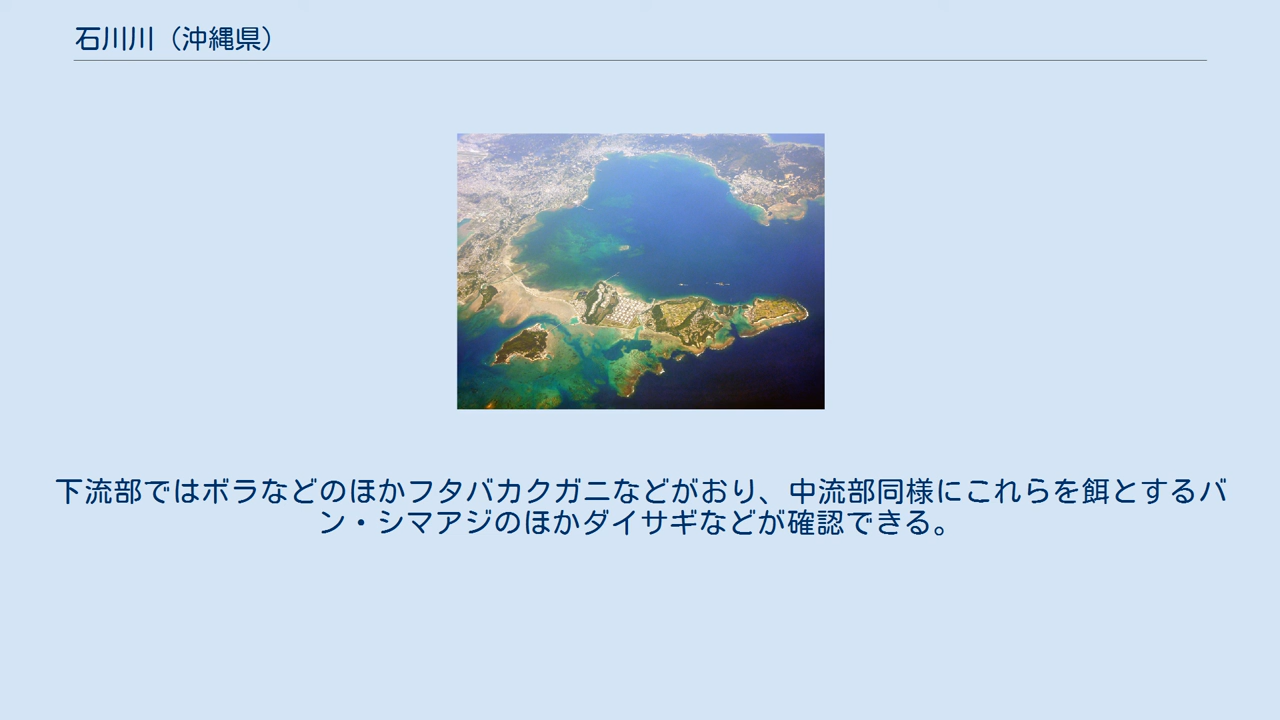 石川川（沖縄県）
下流部ではボラなどのほかフタバカクガニなどがおり、中流部同様にこれらを餌とするバ
ン・シマアジのほかダイサギなどが確認できる。